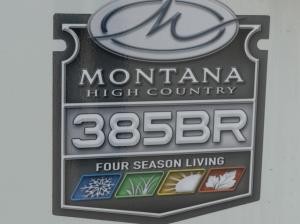 MONTANA
HIGH COUNTRY
385BR
FOUR SEASON LIVING